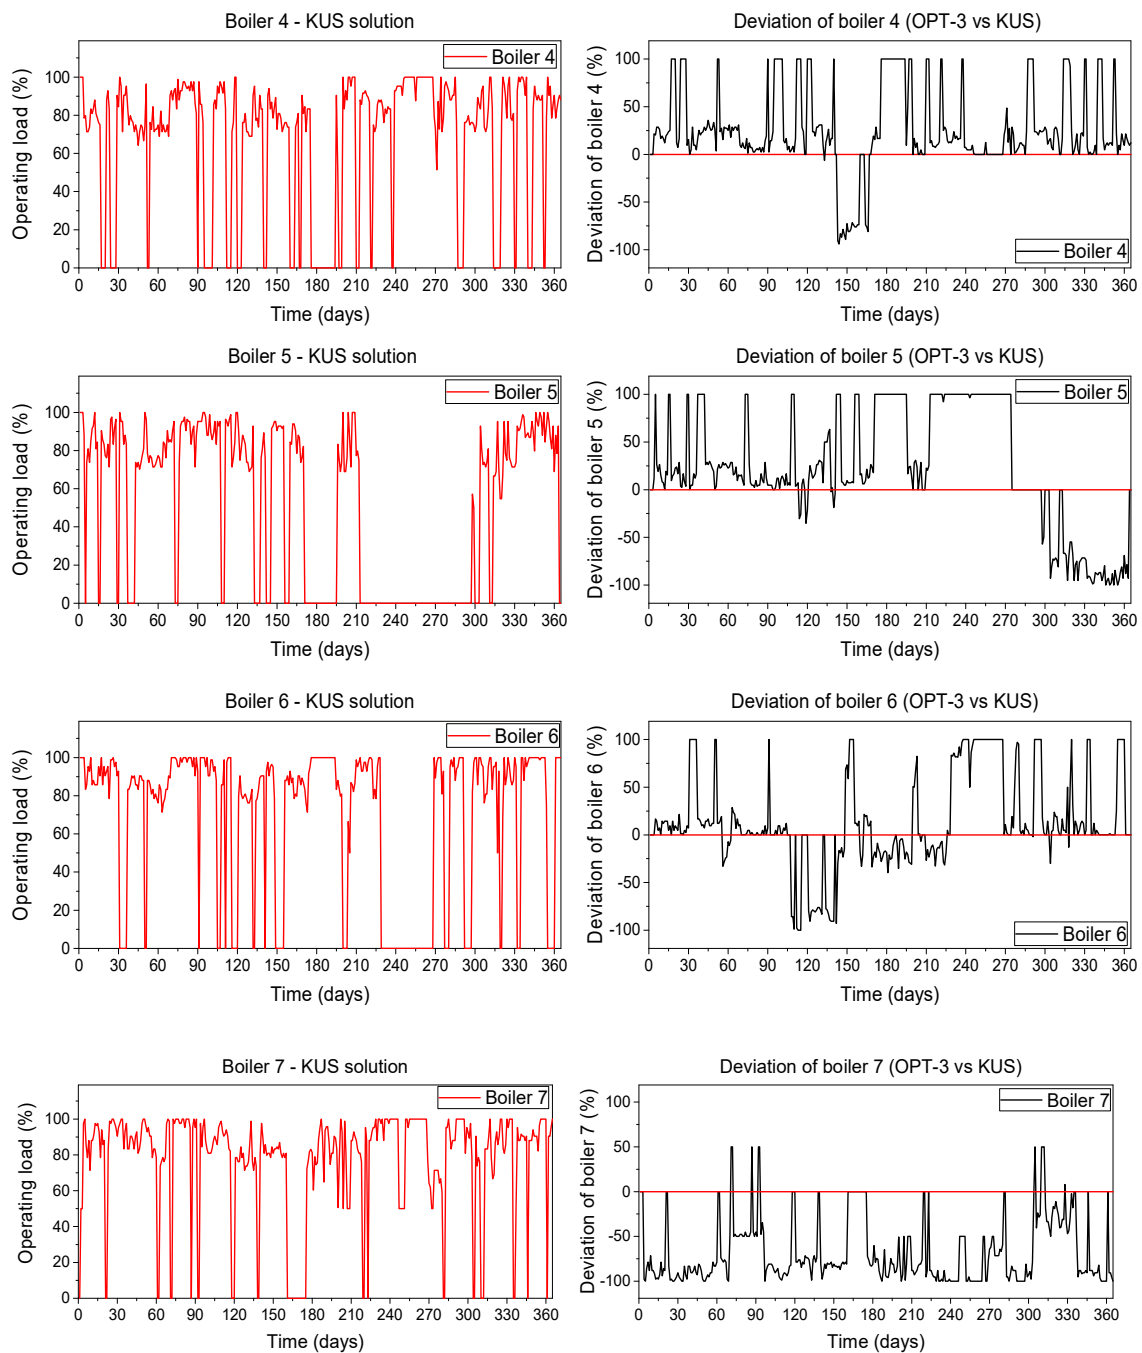 Boiler 4 - KUS solution
Operating load (%)
100
80
60
40
20
0
Boiler 4
0 30 60 90 120 150 180 210 240 270 300 330 360
Time (days)
Deviation of boiler 4 (OPT-3 vs KUS)
Deviation of boiler 4 (%)
100
50
0
-50
-100
Boiler 4
0 30 60 90 120 150 180 210 240 270 300 330 360
Time (days)
Boiler 5 - KUS solution
Operating load (%)
100
80
60
40
20
0
Boiler 5
0 30 60 90 120 150 180 210 240 270 300 330 360
Time (days)
Deviation of boiler 5 (OPT-3 vs KUS)
Deviation of boiler 5 (%)
100
50
0
-50
-100
Boiler 5
0 30 60 90 120 150 180 210 240 270 300 330 360
Time (days)
Boiler 6 - KUS solution
Operating load (%)
100
80
60
40
20
0
Boiler 6
0 30 60 90 120 150 180 210 240 270 300 330 360
Time (days)
Deviation of boiler 6 (OPT-3 vs KUS)
Deviation of boiler 6 (%)
100
50
0
-50
-100
Boiler 6
0 30 60 90 120 150 180 210 240 270 300 330 360
Time (days)
Boiler 7 - KUS solution
Operating load (%)
100
80
60
40
20
0
Boiler 7
0 30 60 90 120 150 180 210 240 270 300 330 360
Time (days)
Deviation of boiler 7 (OPT-3 vs KUS)
Deviation of boiler 7 (%)
100
50
0
-50
-100
Boiler 7
0 30 60 90 120 150 180 210 240 270 300 330 360
Time (days)